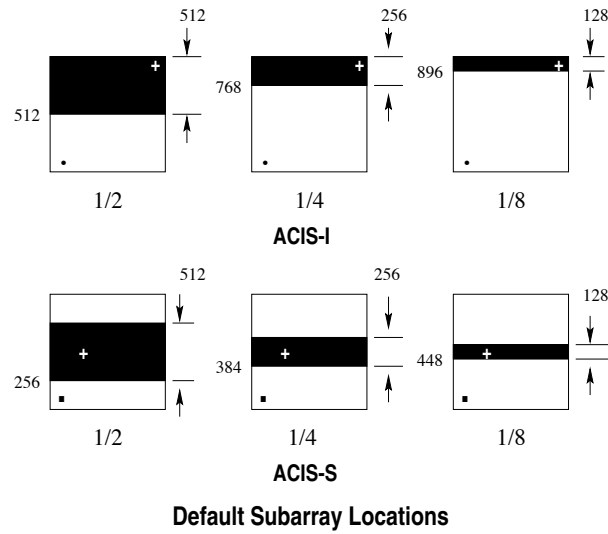 512 256 128
512 768 896
1/2 1/4 1/8
ACIS-I
512 256 128
256 384 448
1/2 1/4 1/8
ACIS-S
Default Subarray Locations